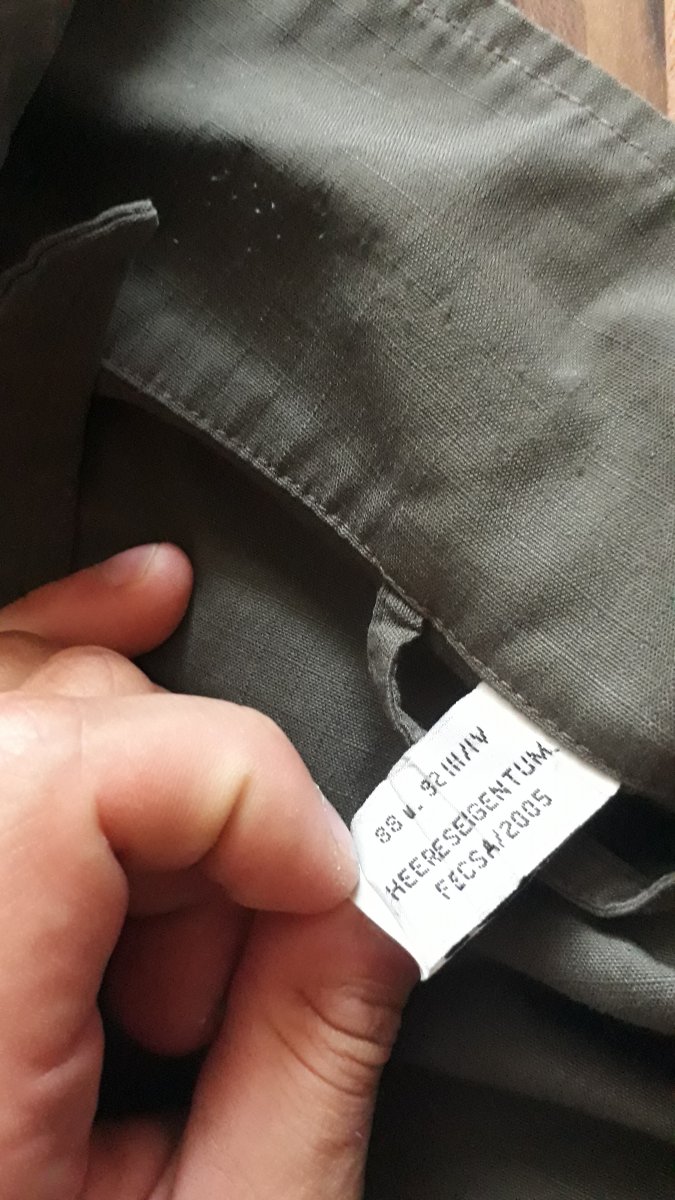 88 u. 92 III/IV
HEERESEIGENTUM
FECSA/2005